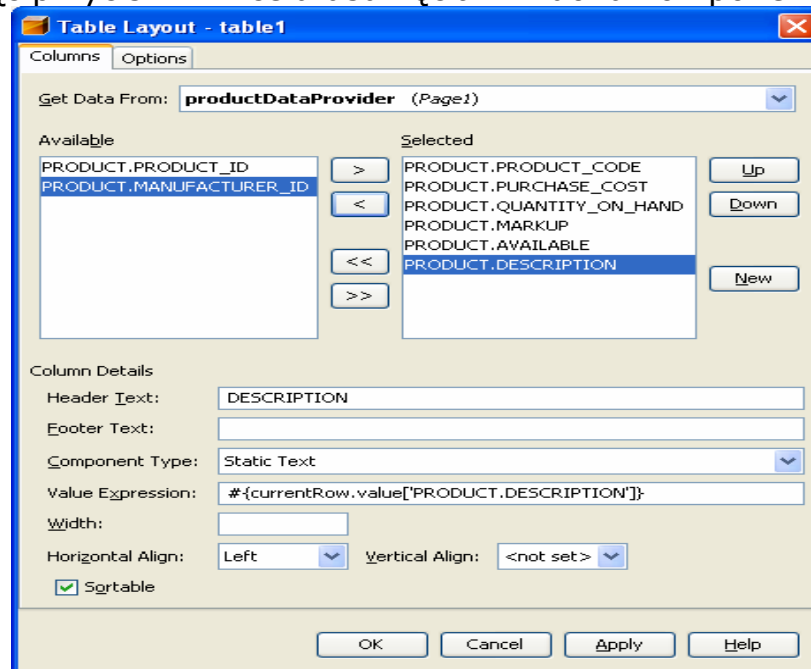 Table Layout - table1
Columns Options
Get Data From: productDataProvider (Page1)
Available Selected
PRODUCT.PRODUCT_ID > PRODUCT.PRODUCT_CODE Up
PRODUCT.MANUFACTURER_ID PRODUCT.PURCHASE_COST
< PRODUCT.QUANTITY_ON_HAND Down
PRODUCT.MARKUP
PRODUCT.AVAILABLE
<< PRODUCT.DESCRIPTION
New
>>
Column Details
Header Text: DESCRIPTION
Footer Text:
Component Type: Static Text
Value Expression: #{currentRow.value['PRODUCT.DESCRIPTION']}
Width:
Horizontal Align: Left Vertical Align: <not set>
Sortable
OK Cancel Apply Help